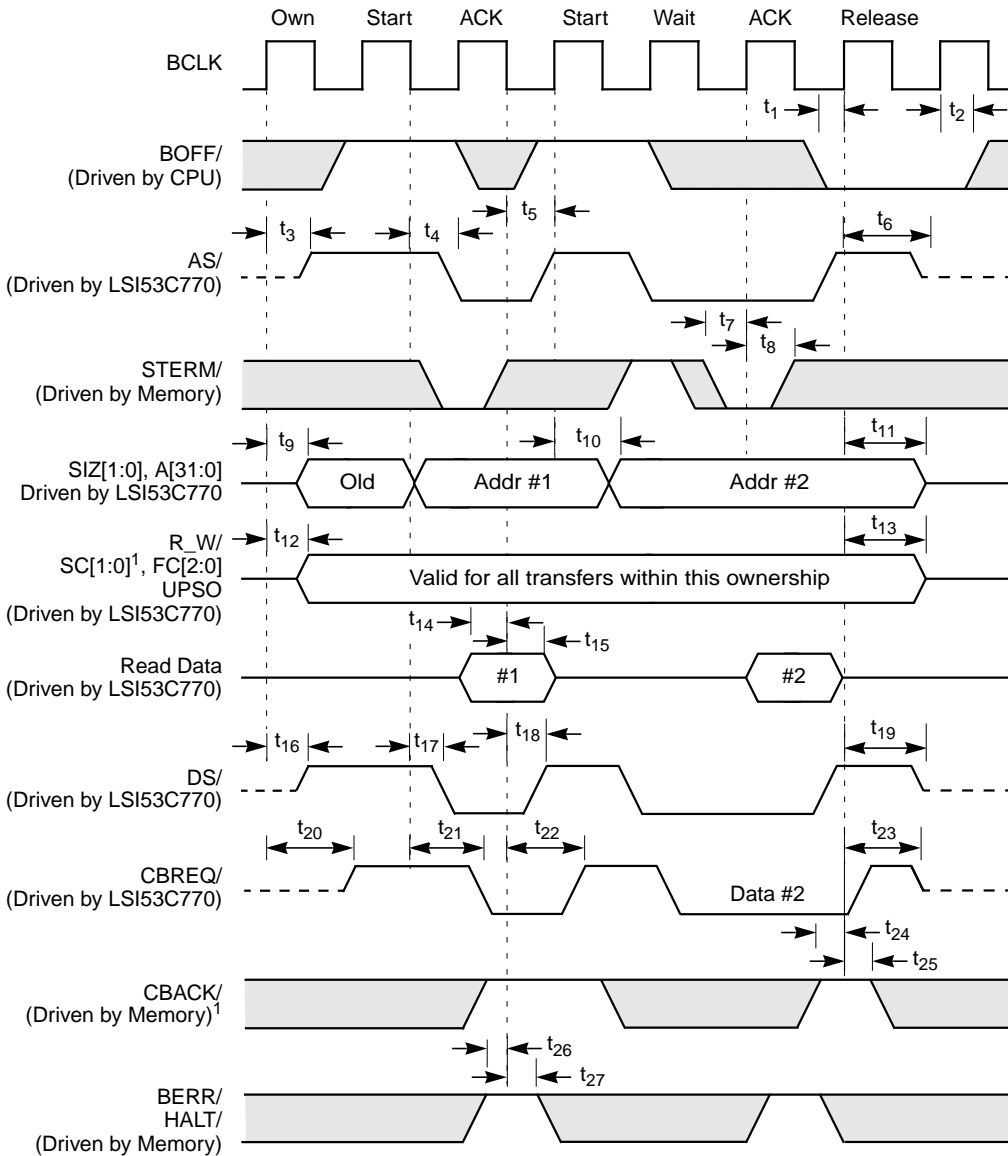 Own Start ACK Start Wait ACK Release
BCLK
t1 t2
BOFF/
(Driven by CPU)
t3 t4 t5 t6
AS/
(Driven by LSI53C770)
t7
t8
STERM/
(Driven by Memory)
t9 t10 t11
SIZ[1:0], A[31:0]
Driven by LSI53C770
Old Addr #1 Addr #2
t12 t13
R_W/
SC[1:0]1, FC[2:0]
UPSO
(Driven by LSI53C770)
Valid for all transfers within this ownership
t14
t15
Read Data
(Driven by LSI53C770)
#1 #2
t16 t17 t18 t19
DS/
(Driven by LSI53C770)
t20 t21 t22 t23
CBREQ/
(Driven by LSI53C770)
Data #2
t24
t25
CBACK/
(Driven by Memory)1
t26
t27
BERR/
HALT/
(Driven by Memory)